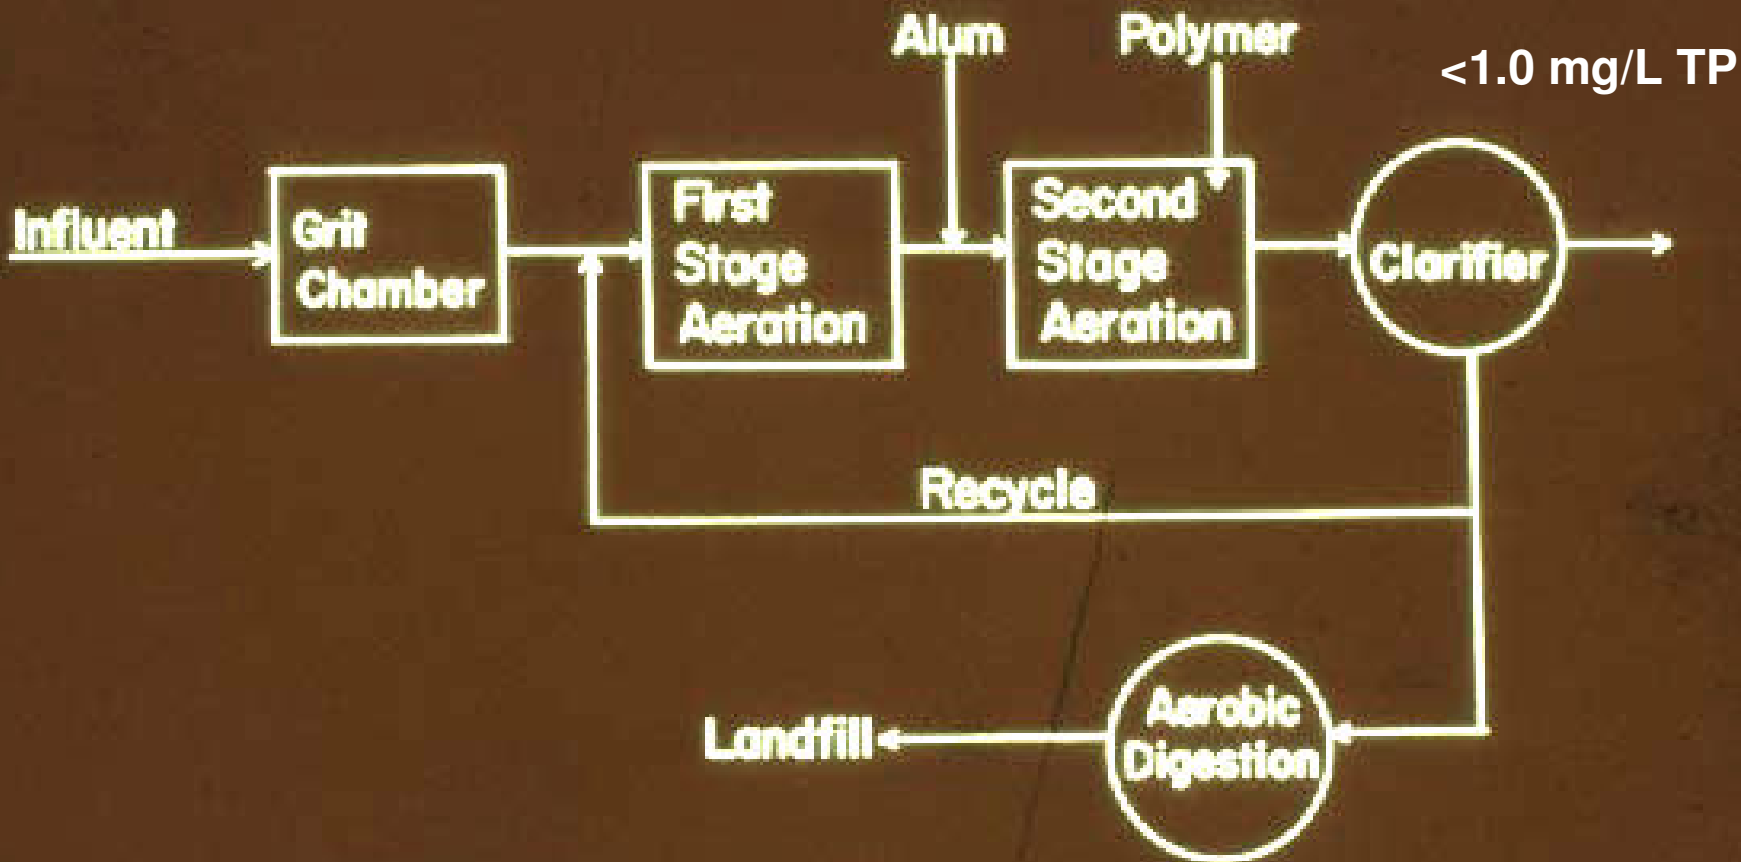 Alum
Polymer
<1.0 mg/L TP
Influent
Grit
Chamber
First
Stage
Aeration
Second
Stage
Aeration
Clarifier
Recycle
Landfill
Aerobic
Digestion